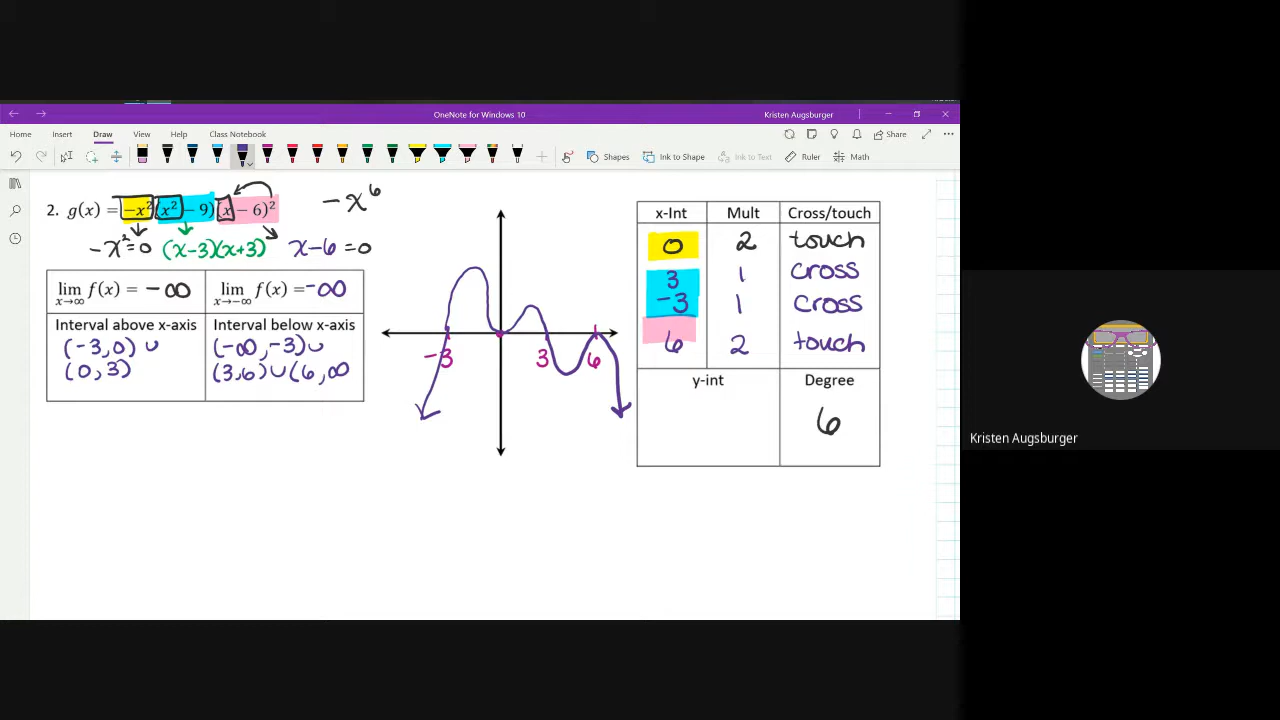 OneNote for Windows 10
Kristen Augsburger
Home Insert Draw View Help Class Notebook
Share
Shapes Ink to Shape Ink to Text Ruler Math
2. g(x) = −x²(x² − 9)(x − 6)²
−x⁶
−x²=0 (x−3)(x+3) x−6=0
lim x→∞ f(x) = −∞
lim x→−∞ f(x) = −∞
Interval above x-axis
(−3,0) ∪
(0,3)
Interval below x-axis
(−∞,−3)∪
(3,6)∪(6,∞
−3 3 6
x-Int Mult Cross/touch
0 2 touch
3 1 cross
−3 1 cross
6 2 touch
y-int Degree
6
Kristen Augsburger